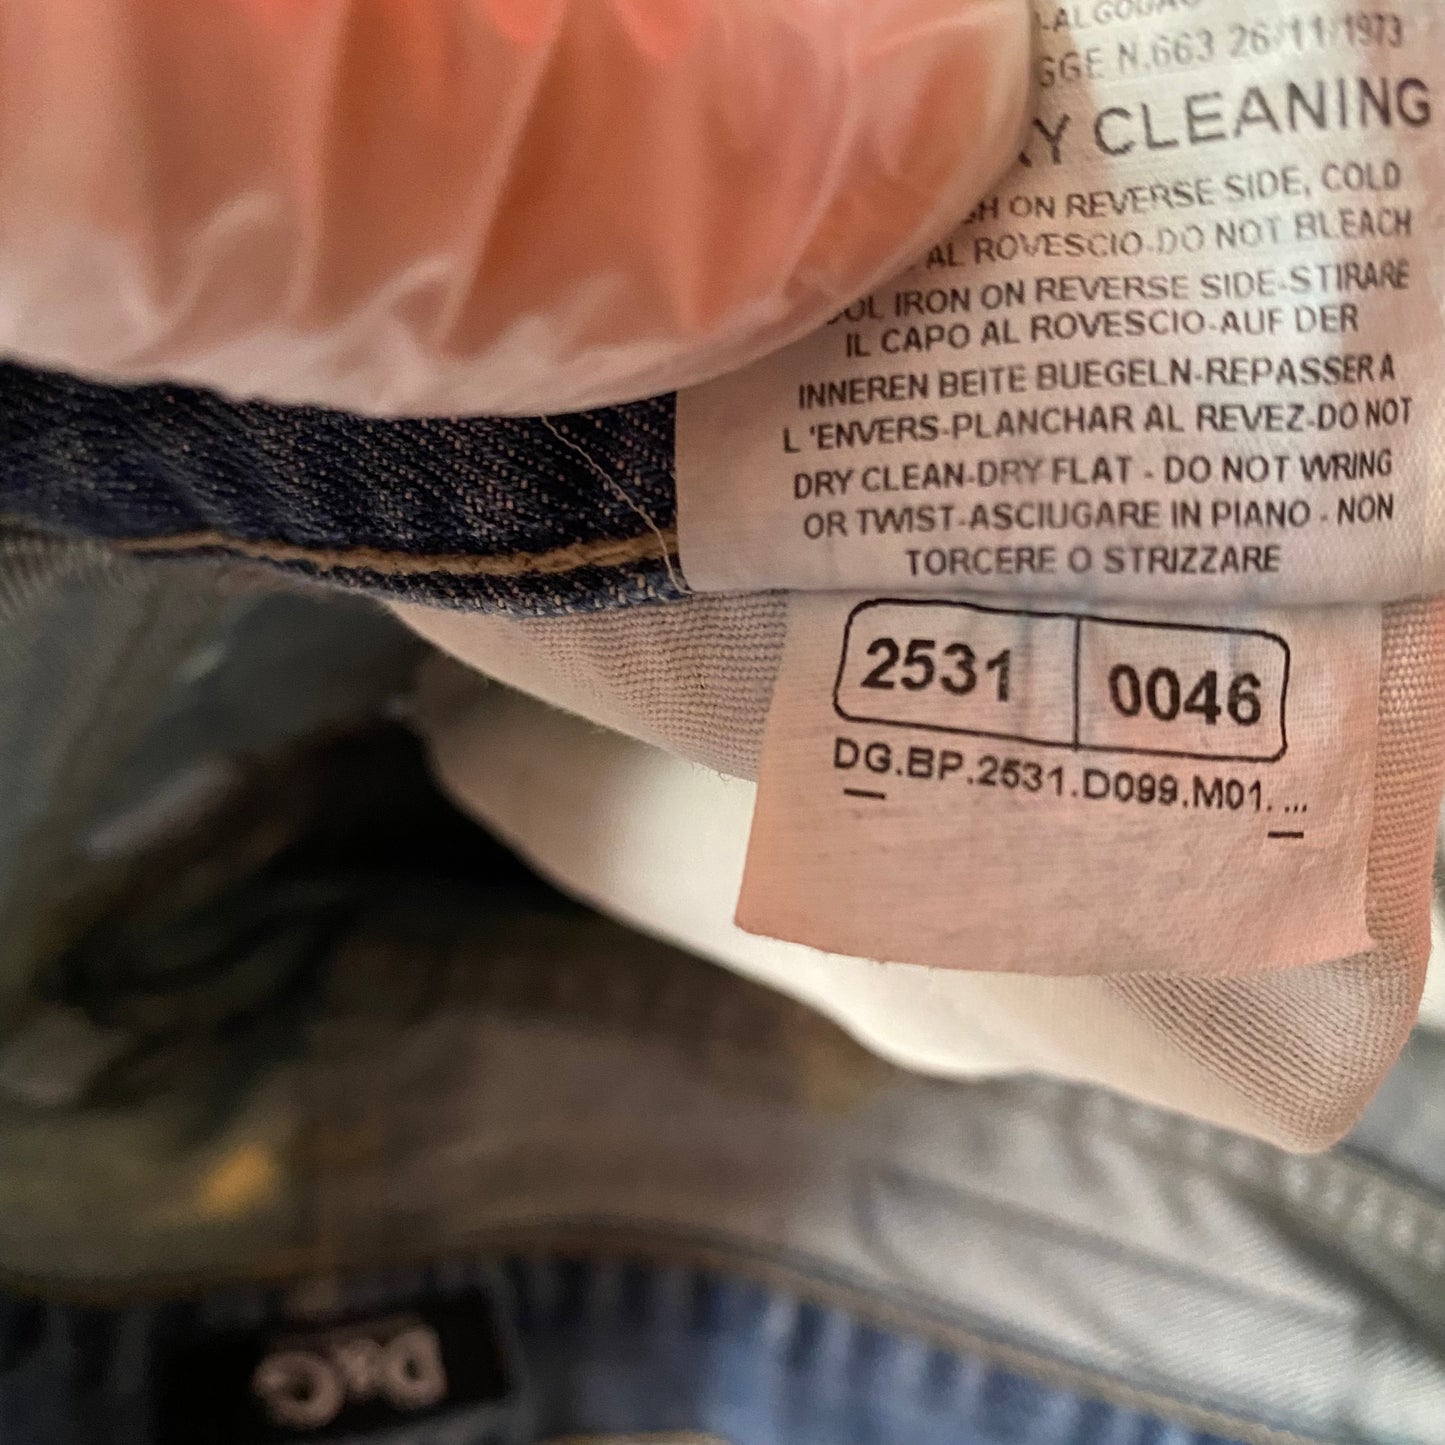 N.663 26/11/1973
CLEANING
ON REVERSE SIDE, COLD
AL ROVESCIO-DO NOT BLEACH
IRON ON REVERSE SIDE-STIRARE
IL CAPO AL ROVESCIO-AUF DER
INNEREN BEITE BUEGELN-REPASSER A
L'ENVERS-PLANCHAR AL REVEZ-DO NOT
DRY CLEAN-DRY FLAT - DO NOT WRING
OR TWIST-ASCIUGARE IN PIANO - NON
TORCERE O STRIZZARE
2531 0046
DG.BP.2531.D099.M01. ...
D&G